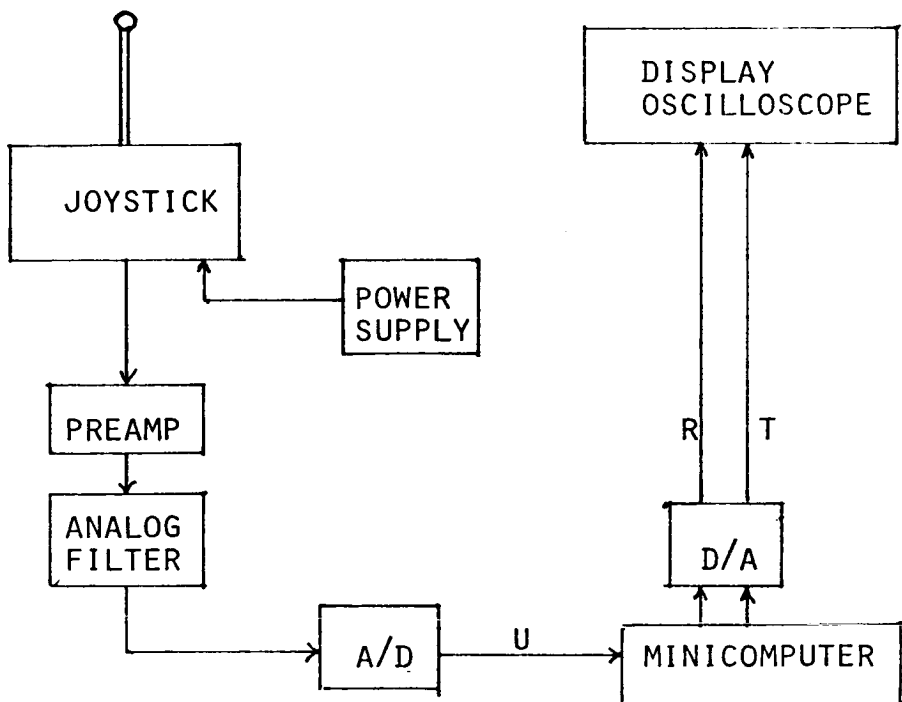 DISPLAY
OSCILLOSCOPE
JOYSTICK
POWER
SUPPLY
PREAMP
R T
ANALOG
FILTER
D/A
A/D
U
MINICOMPUTER